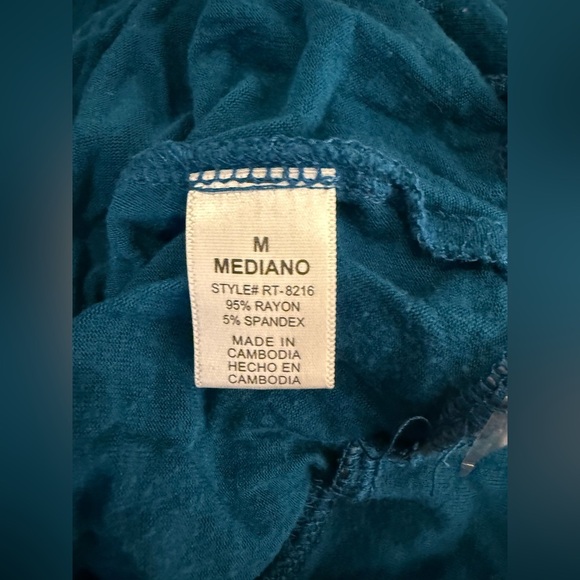 M
MEDIANO
STYLE# RT-8216
95% RAYON
5% SPANDEX
MADE IN
CAMBODIA
HECHO EN
CAMBODIA